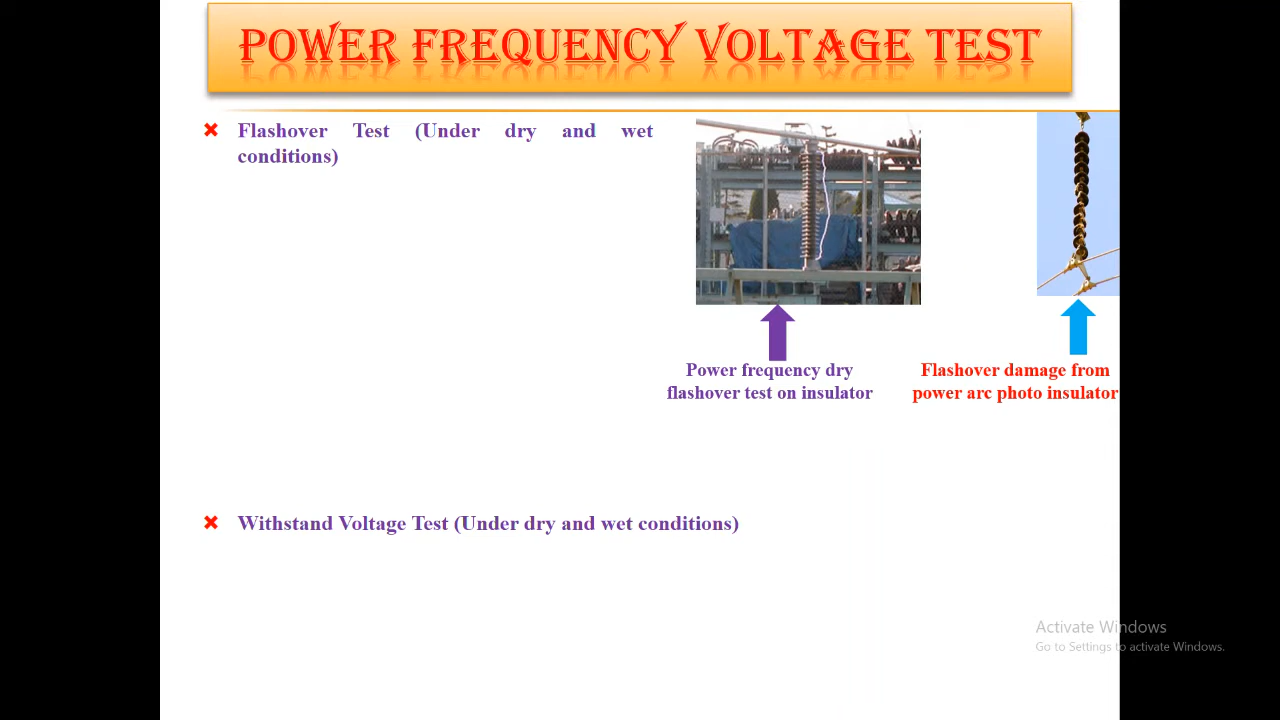 POWER FREQUENCY VOLTAGE TEST
Flashover Test (Under dry and wet
conditions)
Power frequency dry
flashover test on insulator
Flashover damage from
power arc photo insulator
Withstand Voltage Test (Under dry and wet conditions)
Activate Windows
Go to Settings to activate Windows.